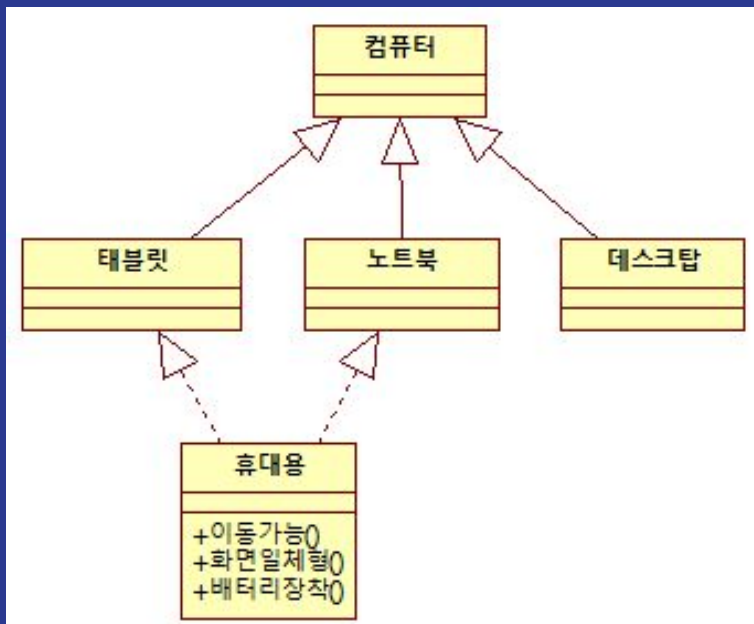 컴퓨터
태블릿
노트북
데스크탑
휴대용
+이동가능()
+화면일체형()
+배터리장착()